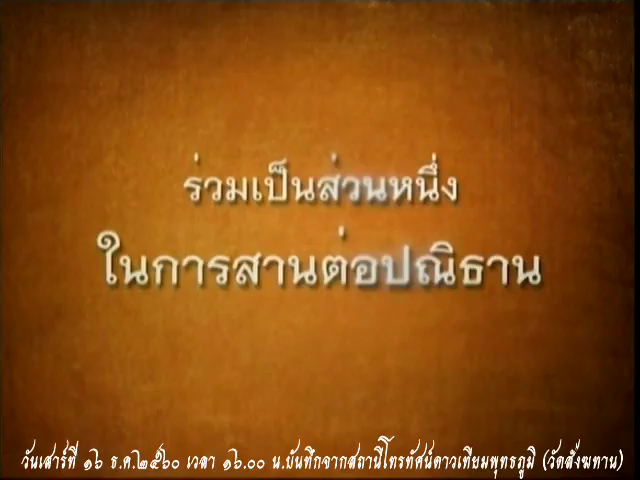 ร่วมเป็นส่วนหนึ่ง
ในการสานต่อปณิธาน
วันเสาร์ที่ ๑๖ ธ.ค.๒๕๖๐ เวลา ๑๖.๐๐ น.บันทึกจากสถานีโทรทัศน์ดาวเทียมพุทธภูมิ (วัดสังฆทาน)